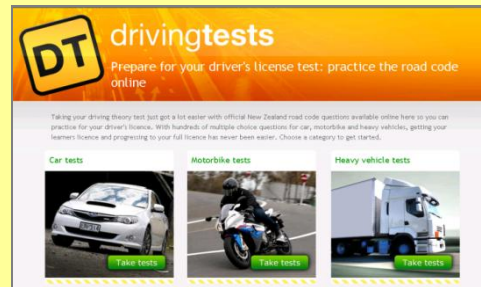 DT
drivingtests
Prepare for your driver's license test: practice the road code
online
Taking your driving theory test just got a lot easier with official New Zealand road code questions available online here so you can
practice for your driver's licence. With hundreds of multiple choice questions for car, motorbike and heavy vehicles, getting your
learners licence and progressing to your full licence has never been easier. Choose a category to get started.
Car tests Motorbike tests Heavy vehicle tests
Take tests Take tests Take tests